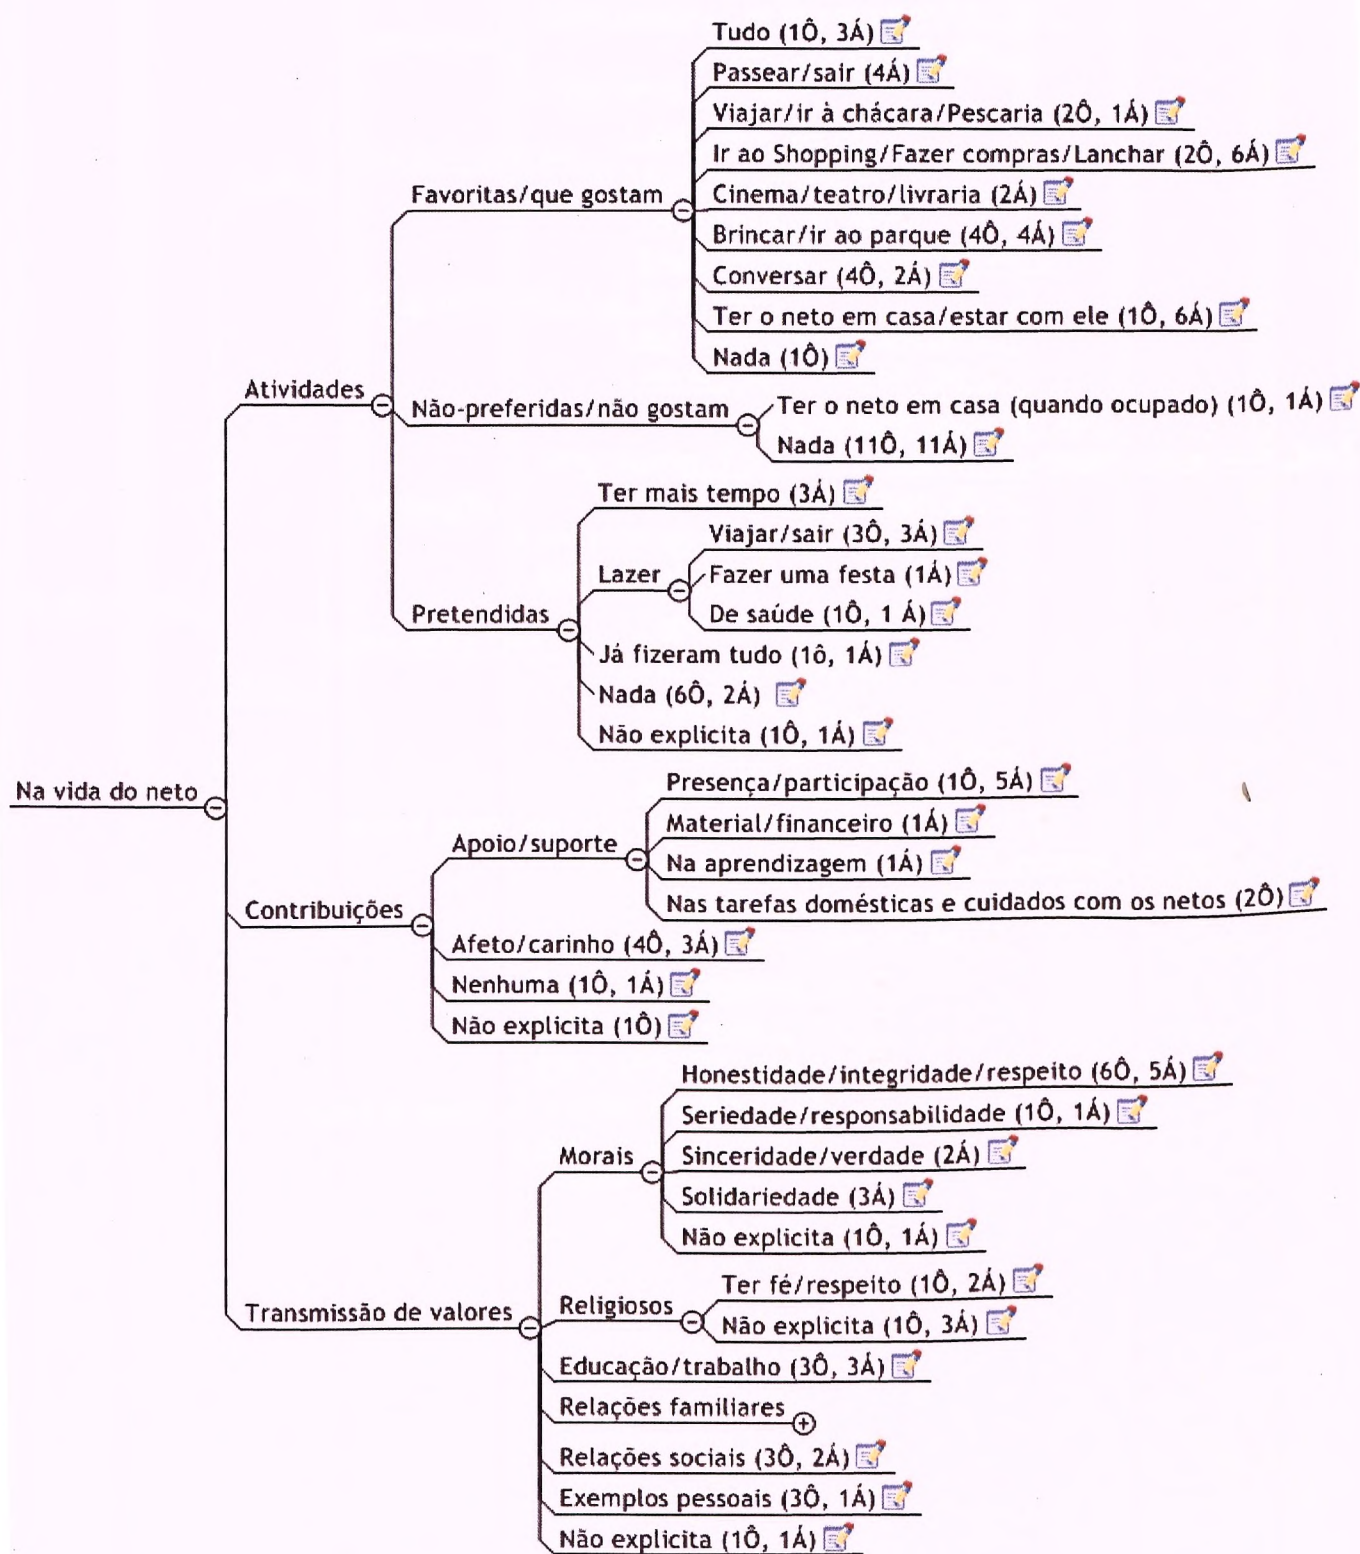 Tudo (1Ô, 3Á)
Passear/sair (4Á)
Viajar/ir à chácara/Pescaria (2Ô, 1Á)
Ir ao Shopping/Fazer compras/Lanchar (2Ô, 6Á)
Favoritas/que gostam
Cinema/teatro/livraria (2Á)
Brincar/ir ao parque (4Ô, 4Á)
Conversar (4Ô, 2Á)
Ter o neto em casa/estar com ele (1Ô, 6Á)
Nada (1Ô)
Atividades
Não-preferidas/não gostam
Ter o neto em casa (quando ocupado) (1Ô, 1Á)
Nada (11Ô, 11Á)
Ter mais tempo (3Á)
Viajar/sair (3Ô, 3Á)
Lazer
Fazer uma festa (1Á)
De saúde (1Ô, 1 Á)
Pretendidas
Já fizeram tudo (1ô, 1Á)
Nada (6Ô, 2Á)
Não explicita (1Ô, 1Á)
Na vida do neto
Presença/participação (1Ô, 5Á)
Material/financeiro (1Á)
Apoio/suporte
Na aprendizagem (1Á)
Nas tarefas domésticas e cuidados com os netos (2Ô)
Contribuições
Afeto/carinho (4Ô, 3Á)
Nenhuma (1Ô, 1Á)
Não explicita (1Ô)
Honestidade/integridade/respeito (6Ô, 5Á)
Seriedade/responsabilidade (1Ô, 1Á)
Morais
Sinceridade/verdade (2Á)
Solidariedade (3Á)
Não explicita (1Ô, 1Á)
Ter fé/respeito (1Ô, 2Á)
Religiosos
Não explicita (1Ô, 3Á)
Transmissão de valores
Educação/trabalho (3Ô, 3Á)
Relações familiares
Relações sociais (3Ô, 2Á)
Exemplos pessoais (3Ô, 1Á)
Não explicita (1Ô, 1Á)